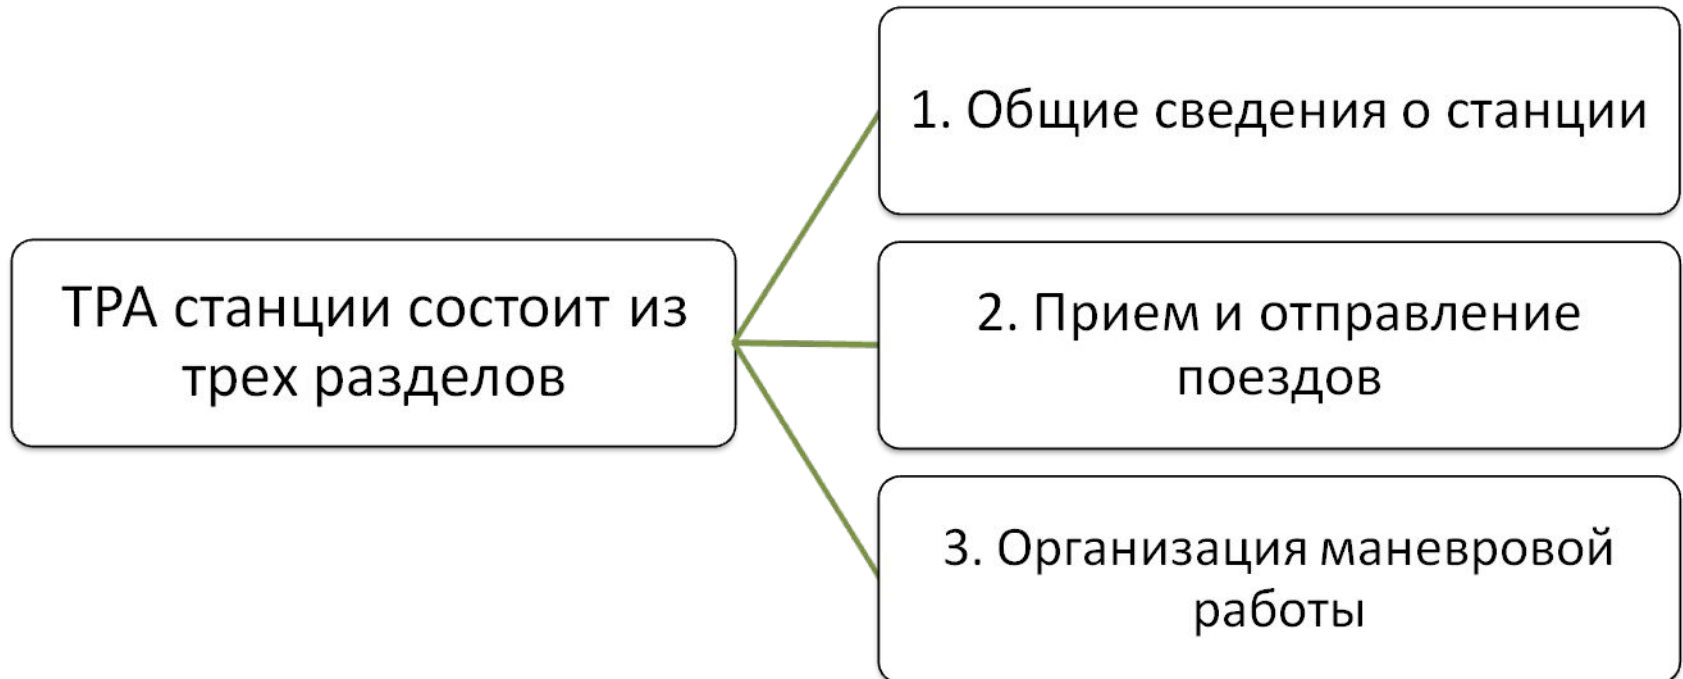 ТРА станции состоит из
трех разделов
1. Общие сведения о станции
2. Прием и отправление
поездов
3. Организация маневровой
работы